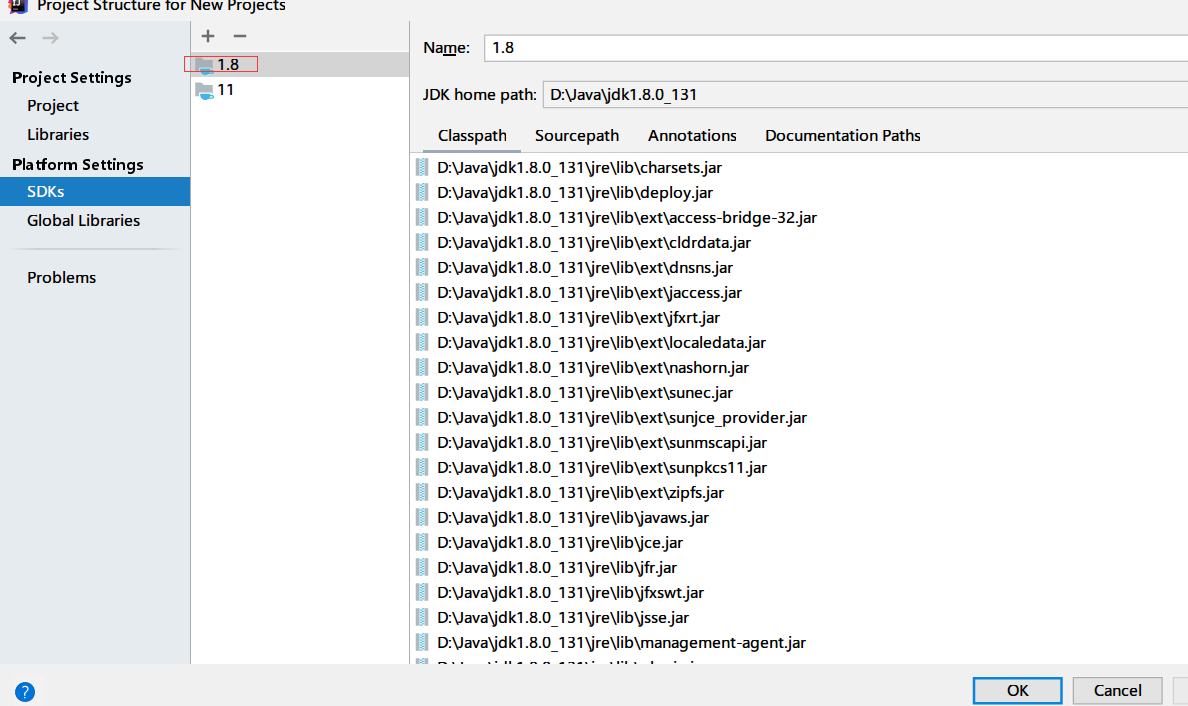 Project Structure for New Projects
Project Settings
Project
Libraries
Platform Settings
SDKs
Global Libraries
Problems
1.8
11
Name: 1.8
JDK home path: D:\Java\jdk1.8.0_131
Classpath Sourcepath Annotations Documentation Paths
D:\Java\jdk1.8.0_131\jre\lib\charsets.jar
D:\Java\jdk1.8.0_131\jre\lib\deploy.jar
D:\Java\jdk1.8.0_131\jre\lib\ext\access-bridge-32.jar
D:\Java\jdk1.8.0_131\jre\lib\ext\cldrdata.jar
D:\Java\jdk1.8.0_131\jre\lib\ext\dnsns.jar
D:\Java\jdk1.8.0_131\jre\lib\ext\jaccess.jar
D:\Java\jdk1.8.0_131\jre\lib\ext\jfxrt.jar
D:\Java\jdk1.8.0_131\jre\lib\ext\localedata.jar
D:\Java\jdk1.8.0_131\jre\lib\ext\nashorn.jar
D:\Java\jdk1.8.0_131\jre\lib\ext\sunec.jar
D:\Java\jdk1.8.0_131\jre\lib\ext\sunjce_provider.jar
D:\Java\jdk1.8.0_131\jre\lib\ext\sunmscapi.jar
D:\Java\jdk1.8.0_131\jre\lib\ext\sunpkcs11.jar
D:\Java\jdk1.8.0_131\jre\lib\ext\zipfs.jar
D:\Java\jdk1.8.0_131\jre\lib\javaws.jar
D:\Java\jdk1.8.0_131\jre\lib\jce.jar
D:\Java\jdk1.8.0_131\jre\lib\jfr.jar
D:\Java\jdk1.8.0_131\jre\lib\jfxswt.jar
D:\Java\jdk1.8.0_131\jre\lib\jsse.jar
D:\Java\jdk1.8.0_131\jre\lib\management-agent.jar
? OK Cancel